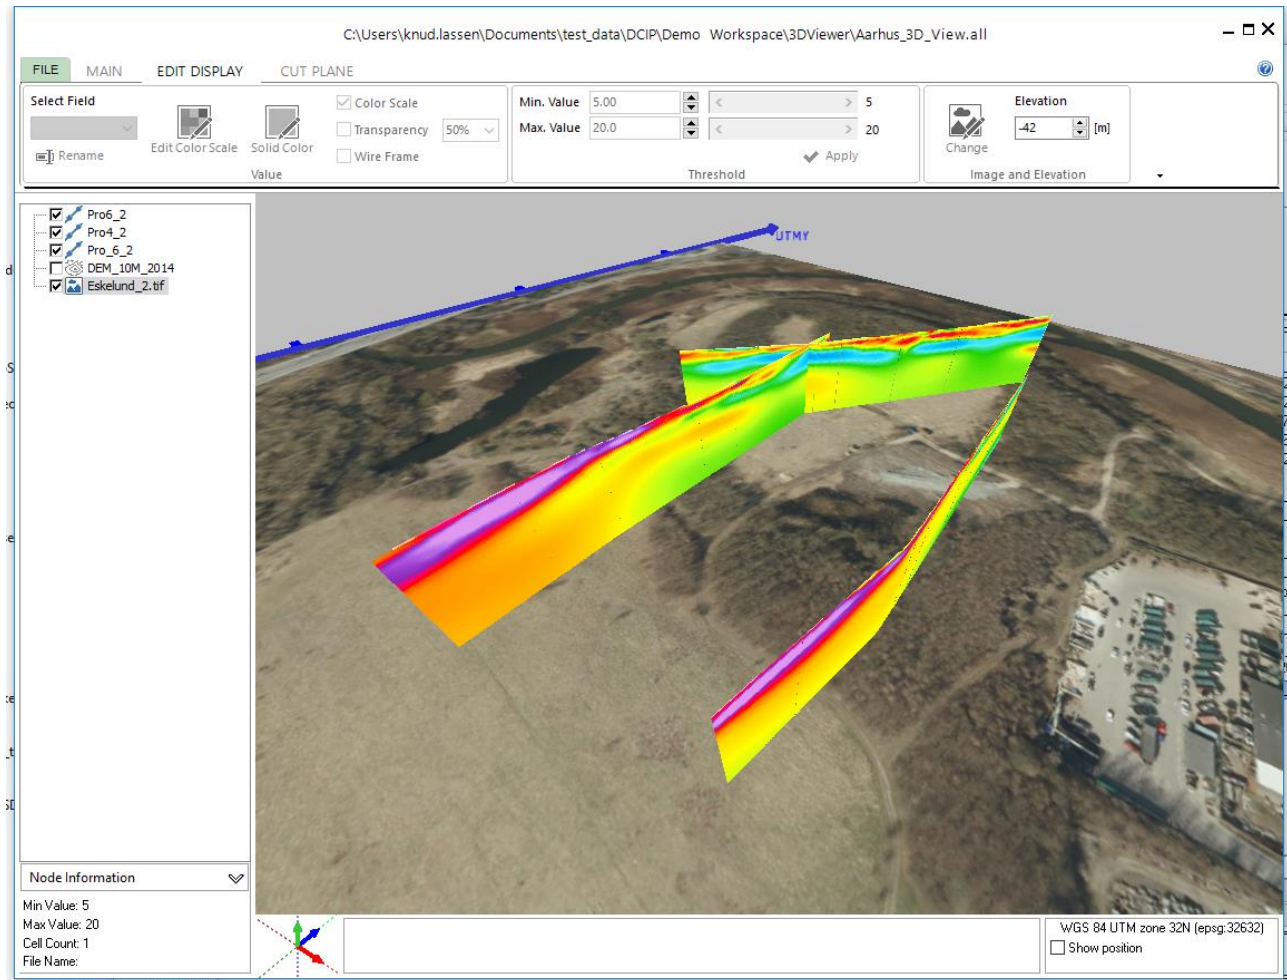 C:\Users\knud.lassen\Documents\test_data\DCIP\Demo Workspace\3DViewer\Aarhus_3D_View.all
FILE MAIN EDIT DISPLAY CUT PLANE
Select Field
Rename
Edit Color Scale
Solid Color
Color Scale
Transparency 50%
Wire Frame
Value
Min. Value 5.00 5
Max. Value 20.0 20
Apply
Threshold
Change
Elevation
-42 [m]
Image and Elevation
Pro6_2
Pro4_2
Pro_6_2
DEM_10M_2014
Eskelund_2.tif
UTMY
Node Information
Min Value: 5
Max Value: 20
Cell Count: 1
File Name:
WGS 84 UTM zone 32N (epsg:32632)
Show position